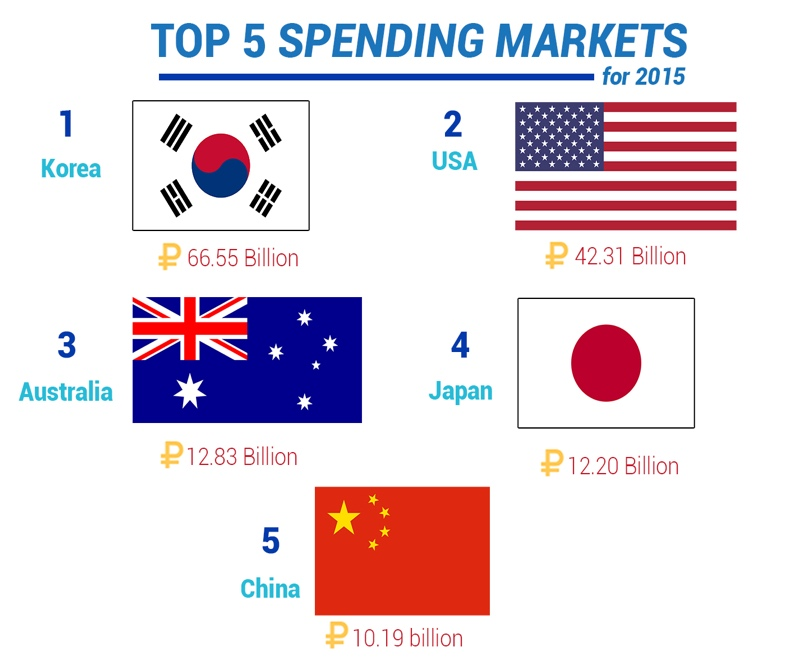 TOP 5 SPENDING MARKETS
for 2015
1
Korea
₽ 66.55 Billion
2
USA
₽ 42.31 Billion
3
Australia
₽ 12.83 Billion
4
Japan
₽ 12.20 Billion
5
China
₽ 10.19 billion